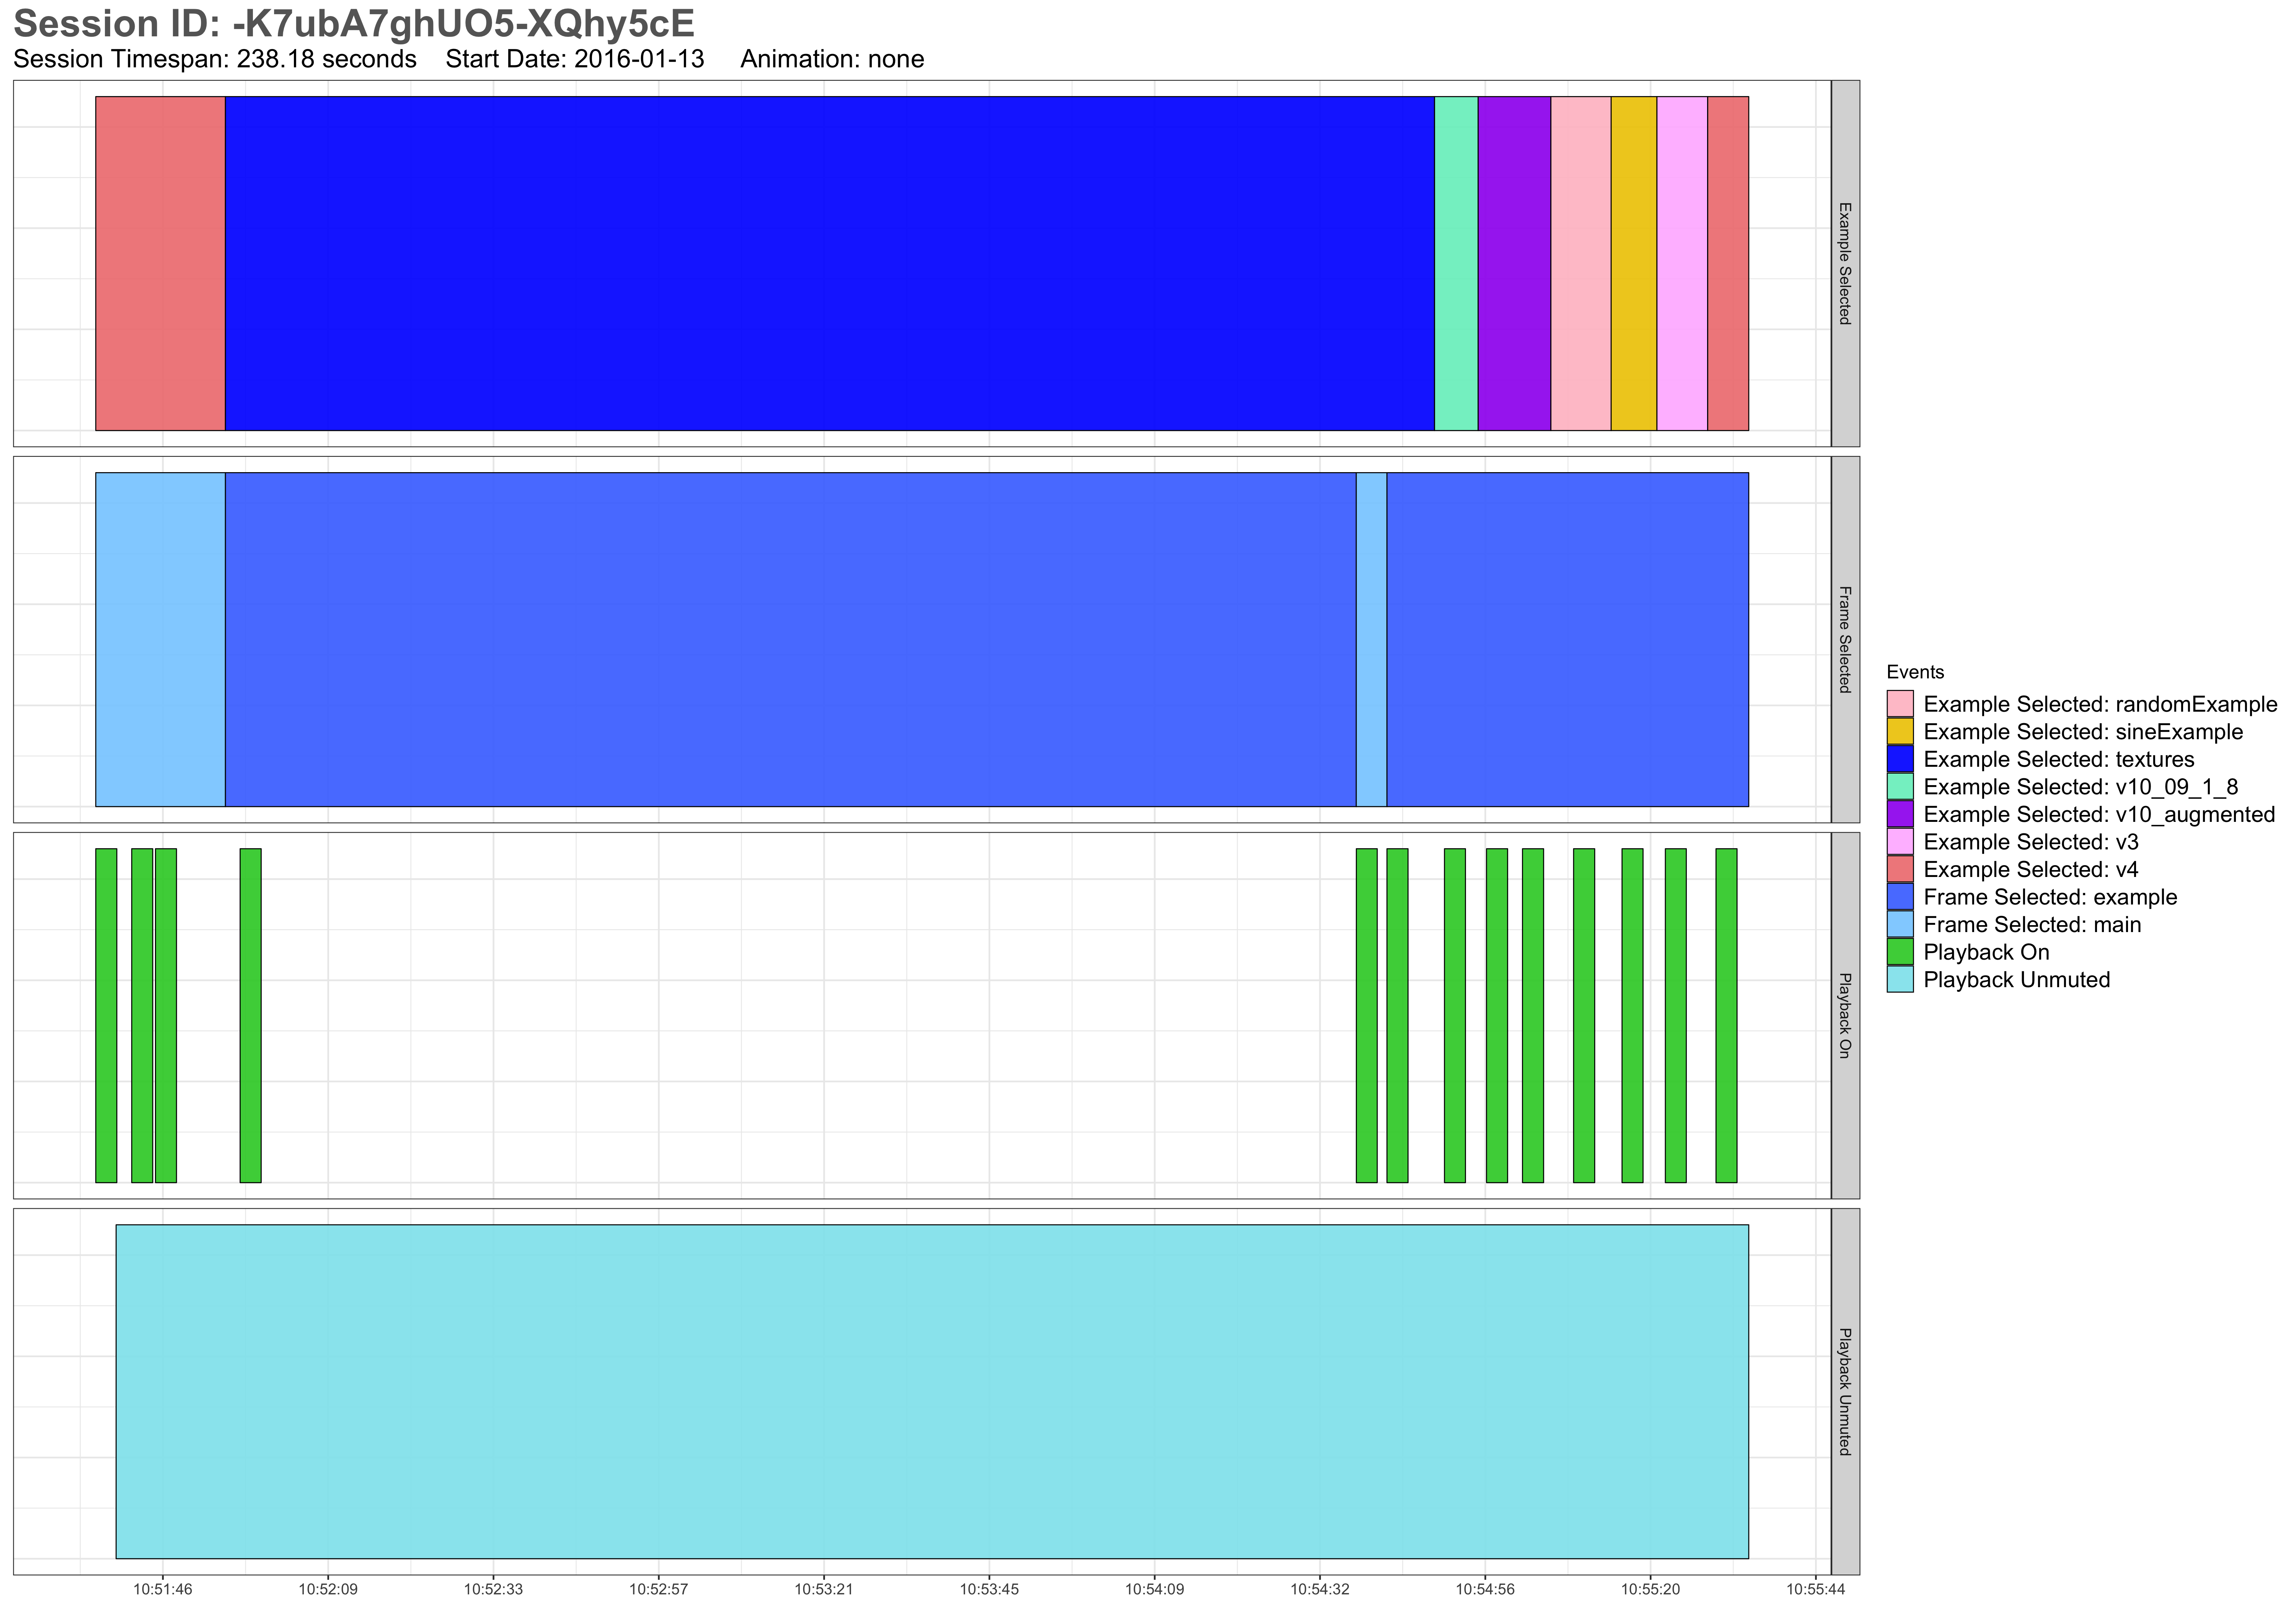 Session ID: -K7ubA7ghUO5-XQhy5cE
Session Timespan: 238.18 seconds    Start Date: 2016-01-13    Animation: none
Example Selected
Frame Selected
Playback On
Playback Unmuted
Events
Example Selected: randomExample
Example Selected: sineExample
Example Selected: textures
Example Selected: v10_09_1_8
Example Selected: v10_augmented
Example Selected: v3
Example Selected: v4
Frame Selected: example
Frame Selected: main
Playback On
Playback Unmuted
10:51:46 10:52:09 10:52:33 10:52:57 10:53:21 10:53:45 10:54:09 10:54:32 10:54:56 10:55:20 10:55:44